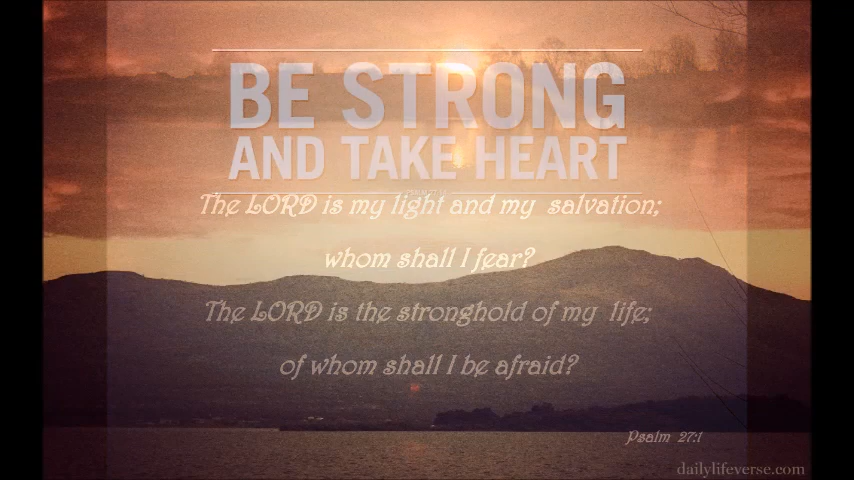 BE STRONG
AND TAKE HEART
The LORD is my light and my salvation;
whom shall I fear?
The LORD is the stronghold of my life;
of whom shall I be afraid?
Psalm 27:1
dailylifeverse.com